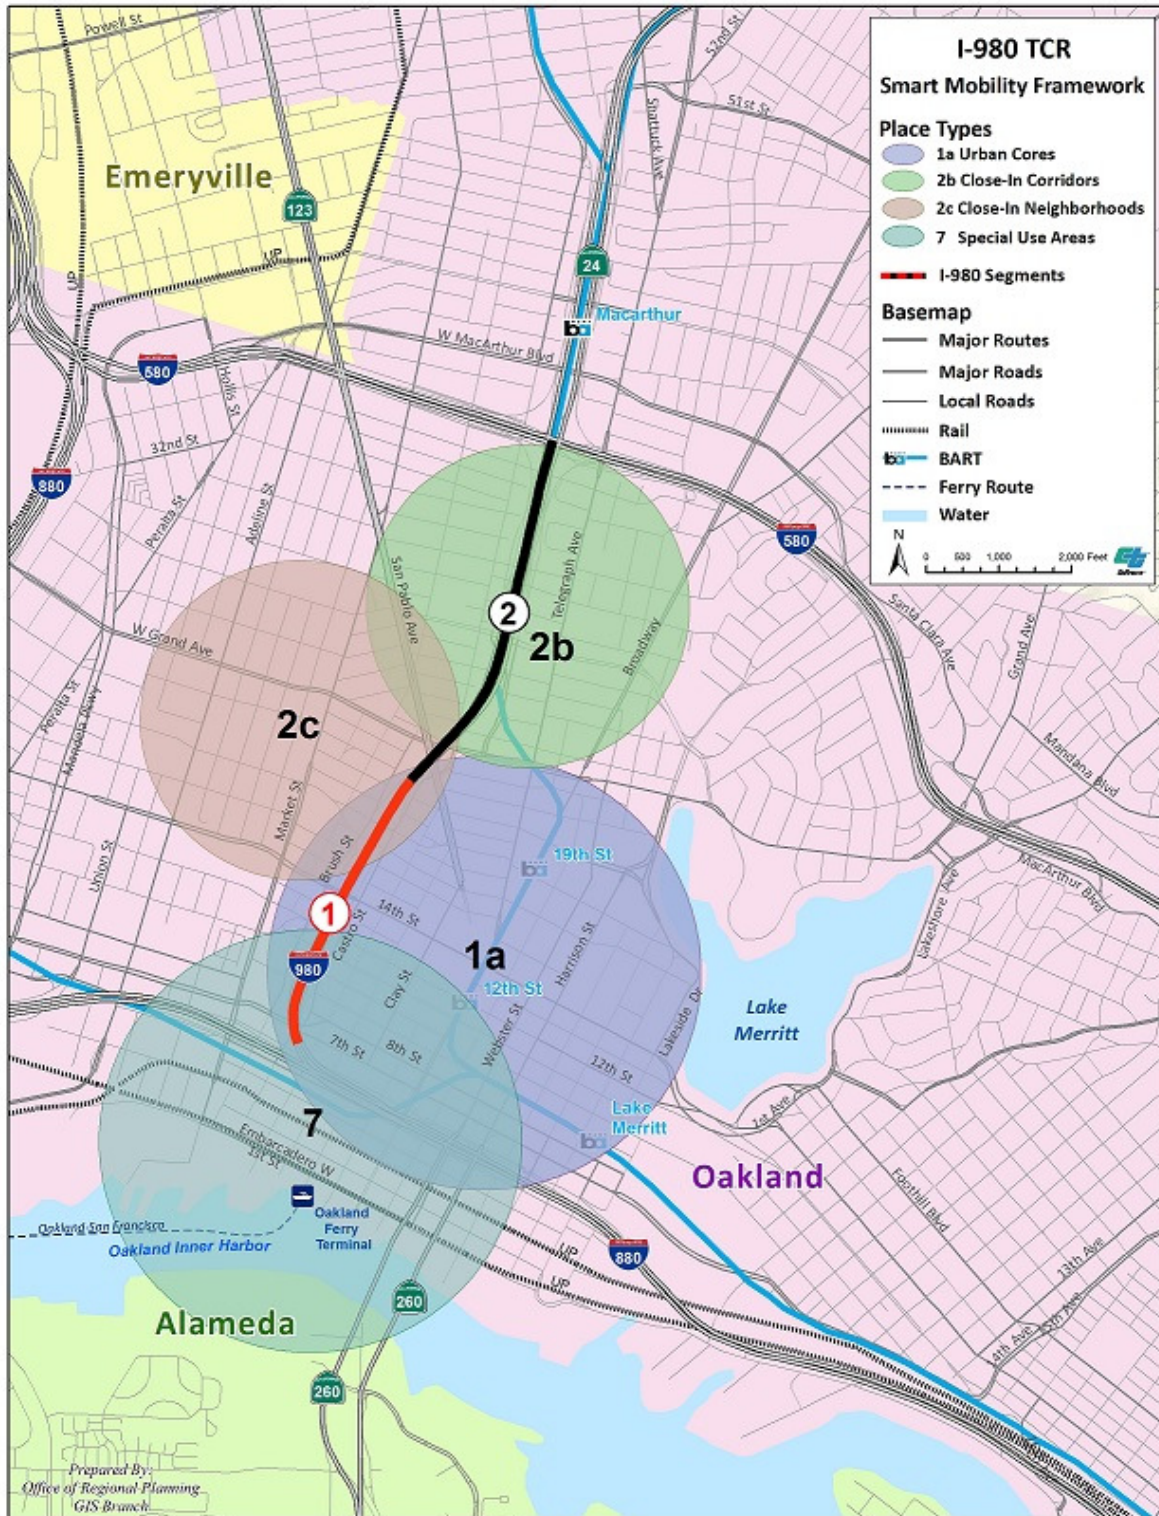 I-980 TCR
Smart Mobility Framework
Place Types
1a Urban Cores
2b Close-In Corridors
2c Close-In Neighborhoods
7 Special Use Areas
I-980 Segments
Basemap
Major Routes
Major Roads
Local Roads
Rail
BART
Ferry Route
Water
N
0 500 1,000 2,000 Feet
Powell St
52nd St
51st St
Shattuck Ave
Emeryville
123
UP
UP
24
Macarthur
W MacArthur Blvd
580
Hollis St
32nd St
880
Peralta St
Adeline St
San Pablo Ave
Telegraph Ave
580
2
2b
Broadway
Santa Clara Ave
Grand Ave
W Grand Ave
Peralta St
Mandela Pkwy
2c
Mandana Blvd
Market St
Union St
Brush St
19th St
MacArthur Blvd
Lakeshore Ave
1
14th St
Castro St
980
1a
Harrison St
Clay St
12th St
Webster St
Lakeside Dr
Lake
Merritt
7th St
8th St
12th St
1st Ave
7
Lake
Merritt
Embarcadero W
1st St
Oakland
Foothill Blvd
Oakland San Francisco
Oakland
Ferry
Terminal
Oakland Inner Harbor
UP
880
UP
13th Ave
15th Ave
14th Ave
260
Alameda
260
Prepared By:
Office of Regional Planning
GIS Branch